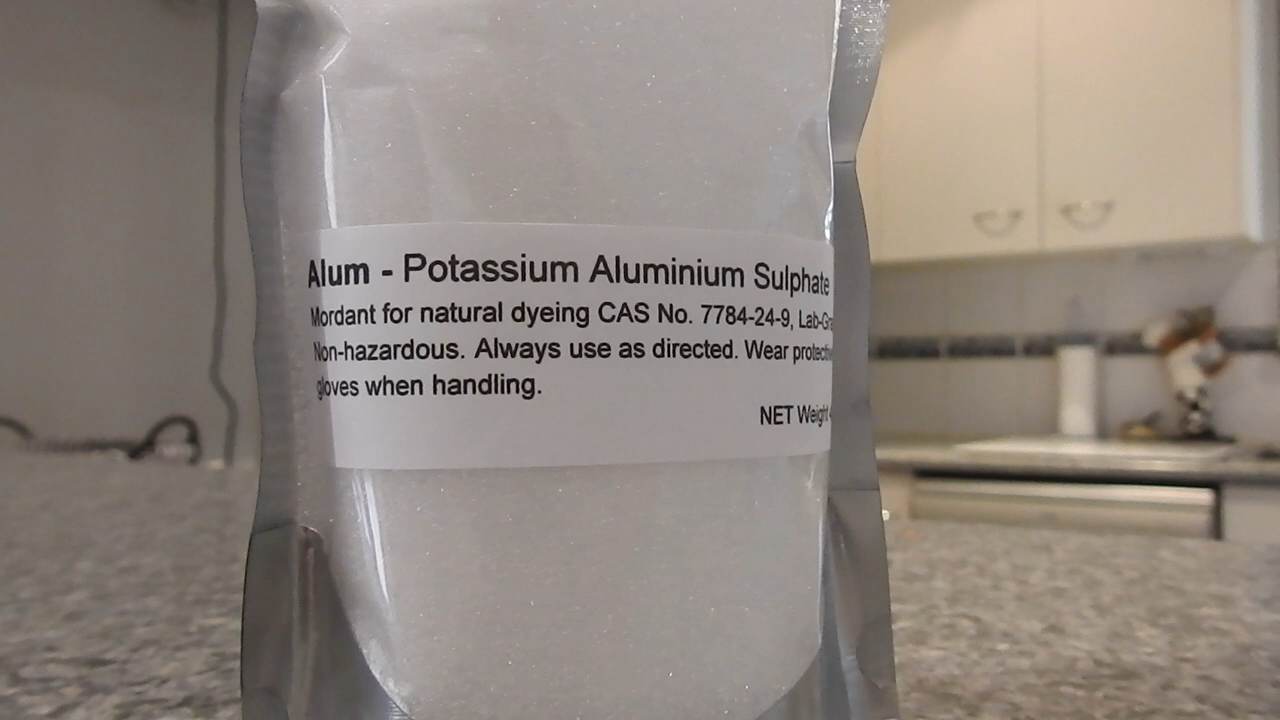 Alum - Potassium Aluminium Sulphate
Mordant for natural dyeing CAS No. 7784-24-9, Lab-Gra
Non-hazardous. Always use as directed. Wear protectiv
gloves when handling.
NET Weight